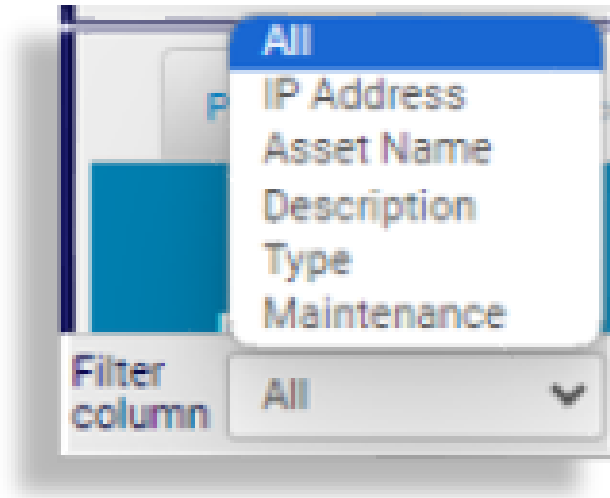 All
IP Address
Asset Name
Description
Type
Maintenance
Filter
column
All